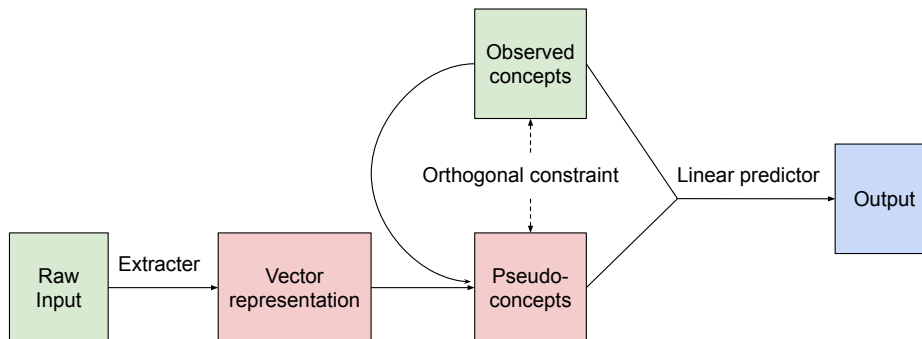 Observed
concepts
Orthogonal constraint
Linear predictor
Output
Raw
Input
Extracter
Vector
representation
Pseudo-
concepts